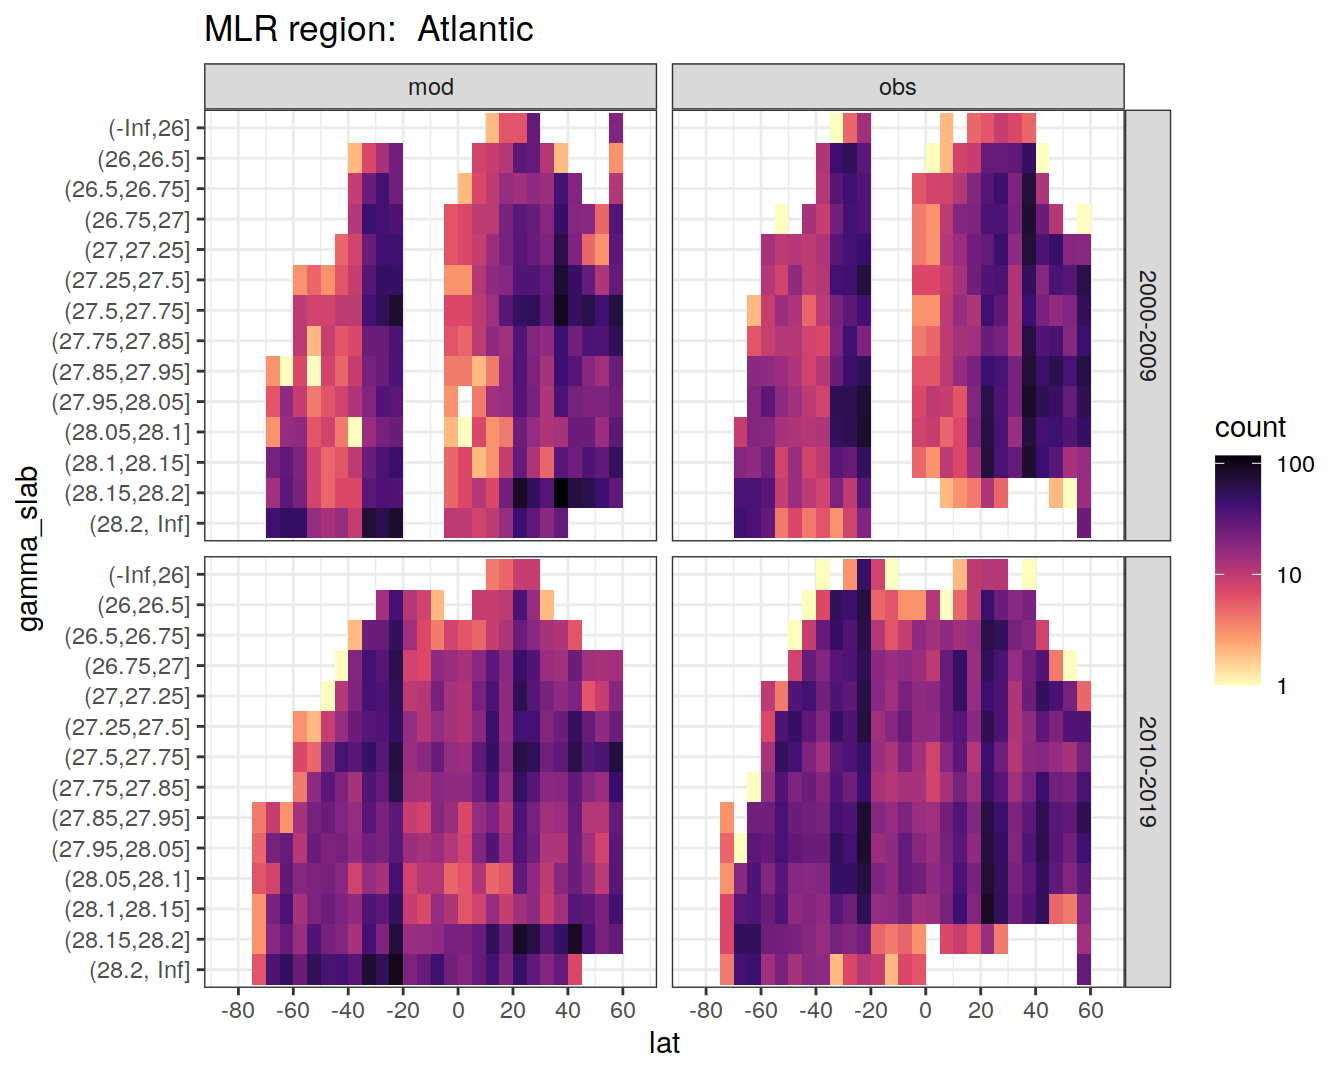 MLR region:  Atlantic
mod
obs
(-Inf,26]
(26,26.5]
(26.5,26.75]
(26.75,27]
(27,27.25]
(27.25,27.5]
(27.5,27.75]
(27.75,27.85]
(27.85,27.95]
(27.95,28.05]
(28.05,28.1]
(28.1,28.15]
(28.15,28.2]
(28.2, Inf]
2000-2009
(-Inf,26]
(26,26.5]
(26.5,26.75]
(26.75,27]
(27,27.25]
(27.25,27.5]
(27.5,27.75]
(27.75,27.85]
(27.85,27.95]
(27.95,28.05]
(28.05,28.1]
(28.1,28.15]
(28.15,28.2]
(28.2, Inf]
2010-2019
gamma_slab
-80 -60 -40 -20 0 20 40 60
-80 -60 -40 -20 0 20 40 60
lat
count
100
10
1